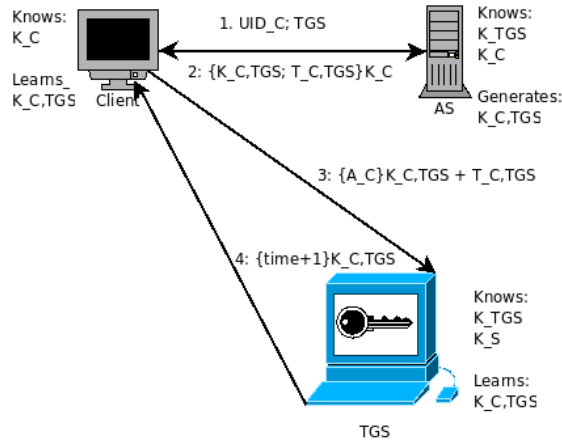 Knows:
K_C
Learns_
K_C,TGS
Client
1. UID_C; TGS
2: {K_C,TGS; T_C,TGS}K_C
Knows:
K_TGS
K_C
AS
Generates:
K_C,TGS
3: {A_C}K_C,TGS + T_C,TGS
4: {time+1}K_C,TGS
Knows:
K_TGS
K_S
Learns:
K_C,TGS
TGS